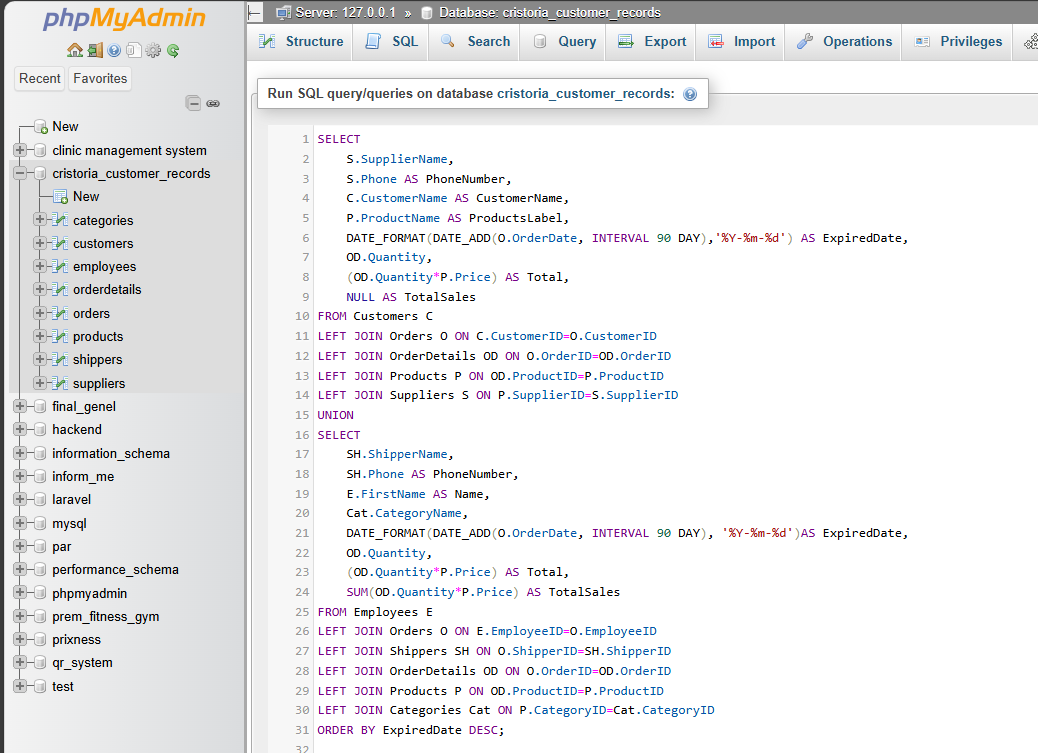 phpMyAdmin
Recent Favorites
New
clinic management system
cristoria_customer_records
New
categories
customers
employees
orderdetails
orders
products
shippers
suppliers
final_genel
hackend
information_schema
inform_me
laravel
mysql
par
performance_schema
phpmyadmin
prem_fitness_gym
prixness
qr_system
test
Server: 127.0.0.1 » Database: cristoria_customer_records
Structure SQL Search Query Export Import Operations Privileges
Run SQL query/queries on database cristoria_customer_records:
1 SELECT
2 S.SupplierName,
3 S.Phone AS PhoneNumber,
4 C.CustomerName AS CustomerName,
5 P.ProductName AS ProductsLabel,
6 DATE_FORMAT(DATE_ADD(O.OrderDate, INTERVAL 90 DAY),'%Y-%m-%d') AS ExpiredDate,
7 OD.Quantity,
8 (OD.Quantity*P.Price) AS Total,
9 NULL AS TotalSales
10 FROM Customers C
11 LEFT JOIN Orders O ON C.CustomerID=O.CustomerID
12 LEFT JOIN OrderDetails OD ON O.OrderID=OD.OrderID
13 LEFT JOIN Products P ON OD.ProductID=P.ProductID
14 LEFT JOIN Suppliers S ON P.SupplierID=S.SupplierID
15 UNION
16 SELECT
17 SH.ShipperName,
18 SH.Phone AS PhoneNumber,
19 E.FirstName AS Name,
20 Cat.CategoryName,
21 DATE_FORMAT(DATE_ADD(O.OrderDate, INTERVAL 90 DAY), '%Y-%m-%d')AS ExpiredDate,
22 OD.Quantity,
23 (OD.Quantity*P.Price) AS Total,
24 SUM(OD.Quantity*P.Price) AS TotalSales
25 FROM Employees E
26 LEFT JOIN Orders O ON E.EmployeeID=O.EmployeeID
27 LEFT JOIN Shippers SH ON O.ShipperID=SH.ShipperID
28 LEFT JOIN OrderDetails OD ON O.OrderID=OD.OrderID
29 LEFT JOIN Products P ON OD.ProductID=P.ProductID
30 LEFT JOIN Categories Cat ON P.CategoryID=Cat.CategoryID
31 ORDER BY ExpiredDate DESC;
32